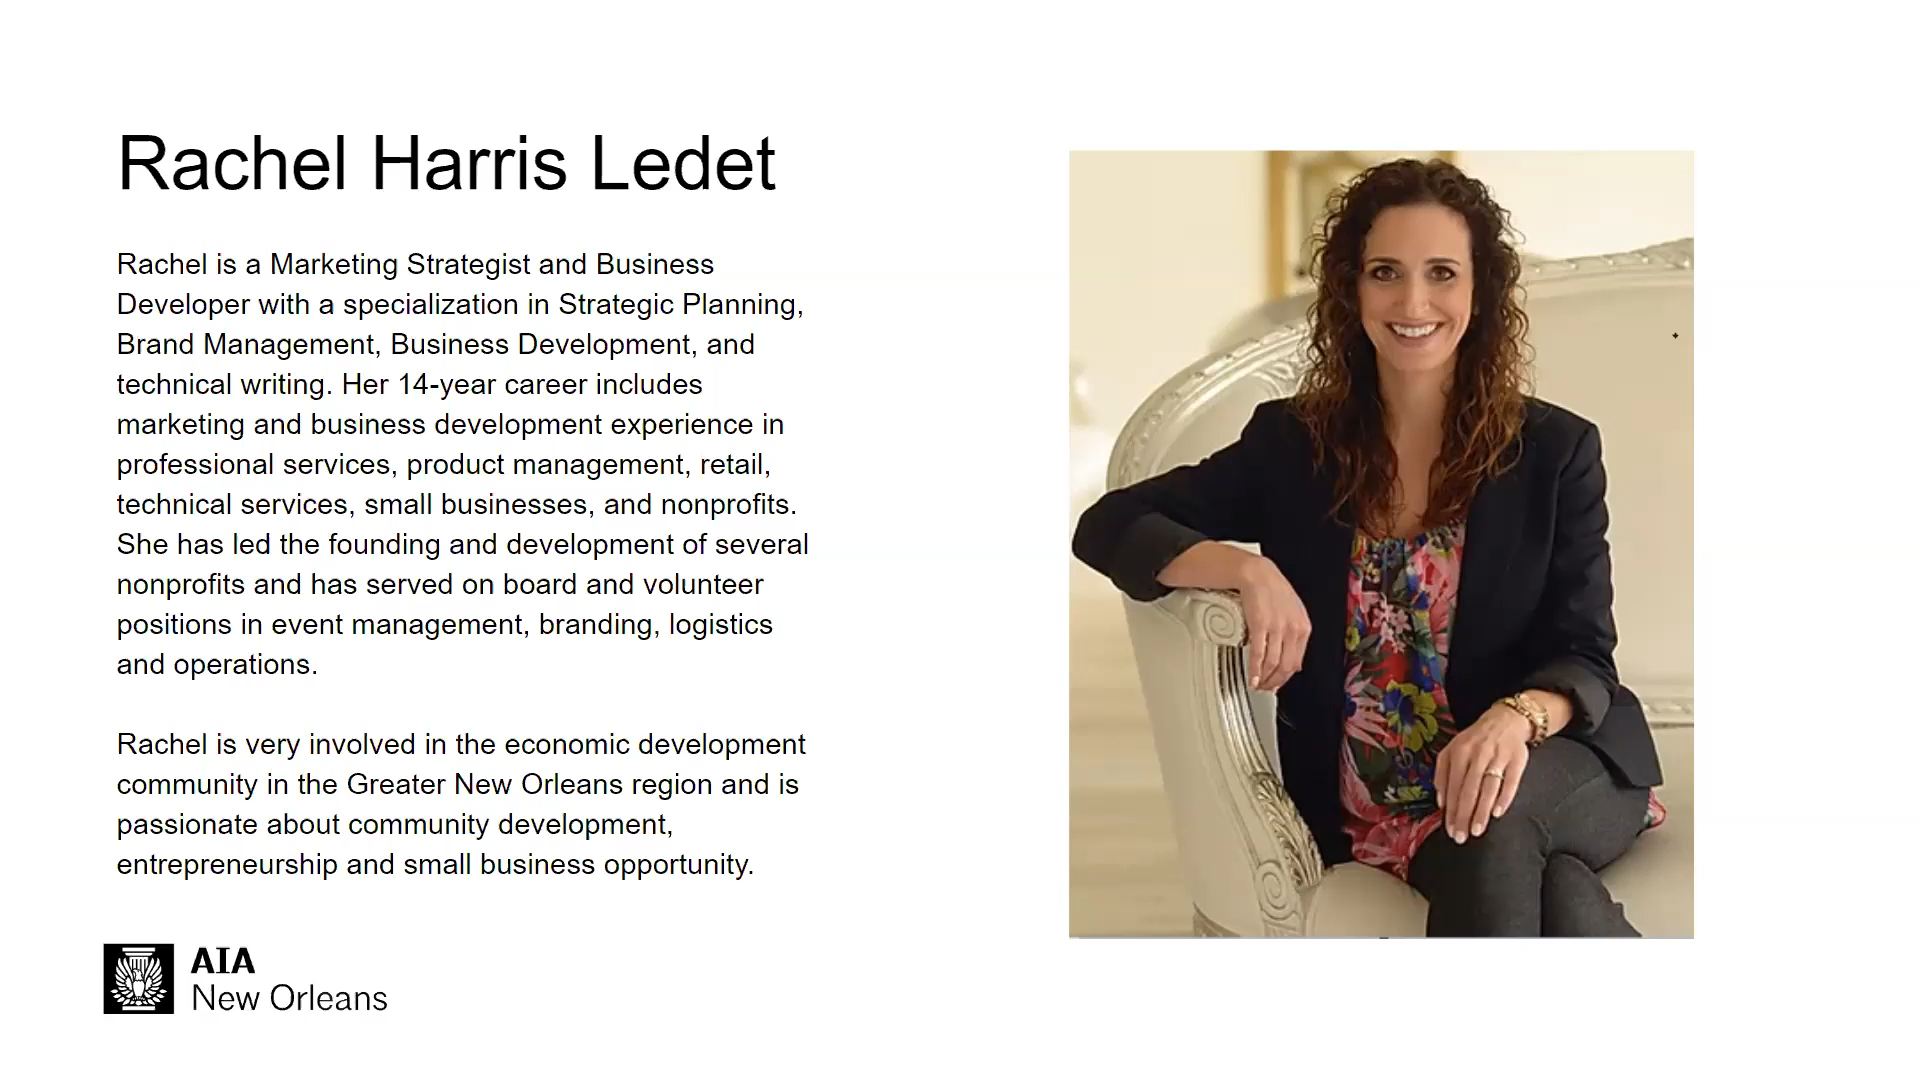 Rachel Harris Ledet
Rachel is a Marketing Strategist and Business
Developer with a specialization in Strategic Planning,
Brand Management, Business Development, and
technical writing. Her 14-year career includes
marketing and business development experience in
professional services, product management, retail,
technical services, small businesses, and nonprofits.
She has led the founding and development of several
nonprofits and has served on board and volunteer
positions in event management, branding, logistics
and operations.
Rachel is very involved in the economic development
community in the Greater New Orleans region and is
passionate about community development,
entrepreneurship and small business opportunity.
AIA
New Orleans